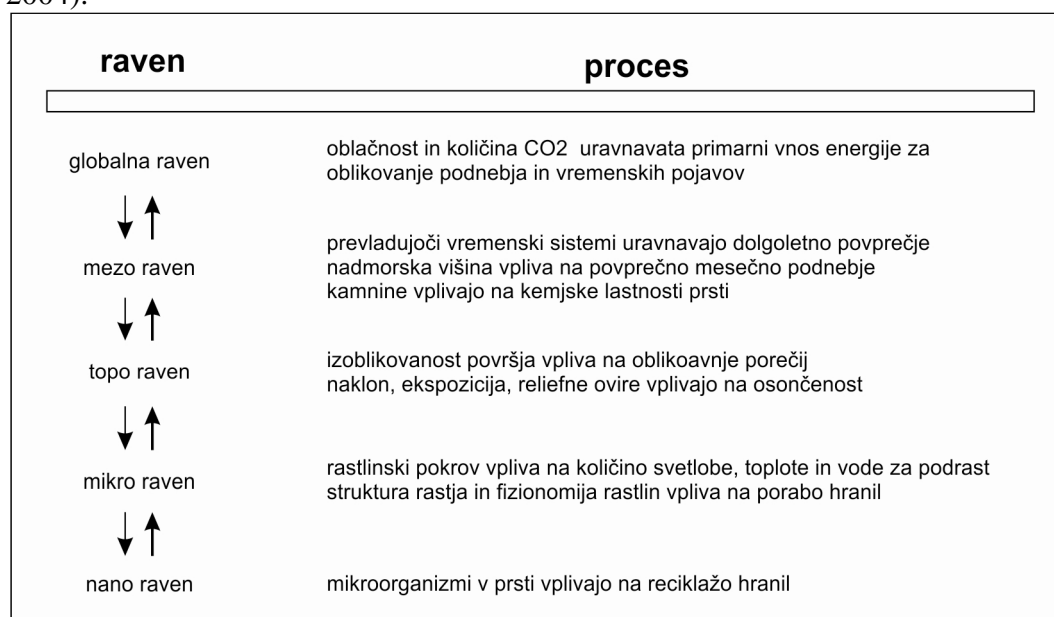 2004).
raven
proces
globalna raven
oblačnost in količina CO2  uravnavata primarni vnos energije za
oblikovanje podnebja in vremenskih pojavov
mezo raven
prevladujoči vremenski sistemi uravnavajo dolgoletno povprečje
nadmorska višina vpliva na povprečno mesečno podnebje
kamnine vplivajo na kemjske lastnosti prsti
topo raven
izoblikovanost površja vpliva na oblikoavnje porečij
naklon, ekspozicija, reliefne ovire vplivajo na osončenost
mikro raven
rastlinski pokrov vpliva na količino svetlobe, toplote in vode za podrast
struktura rastja in fizionomija rastlin vpliva na porabo hranil
nano raven
mikroorganizmi v prsti vplivajo na reciklažo hranil